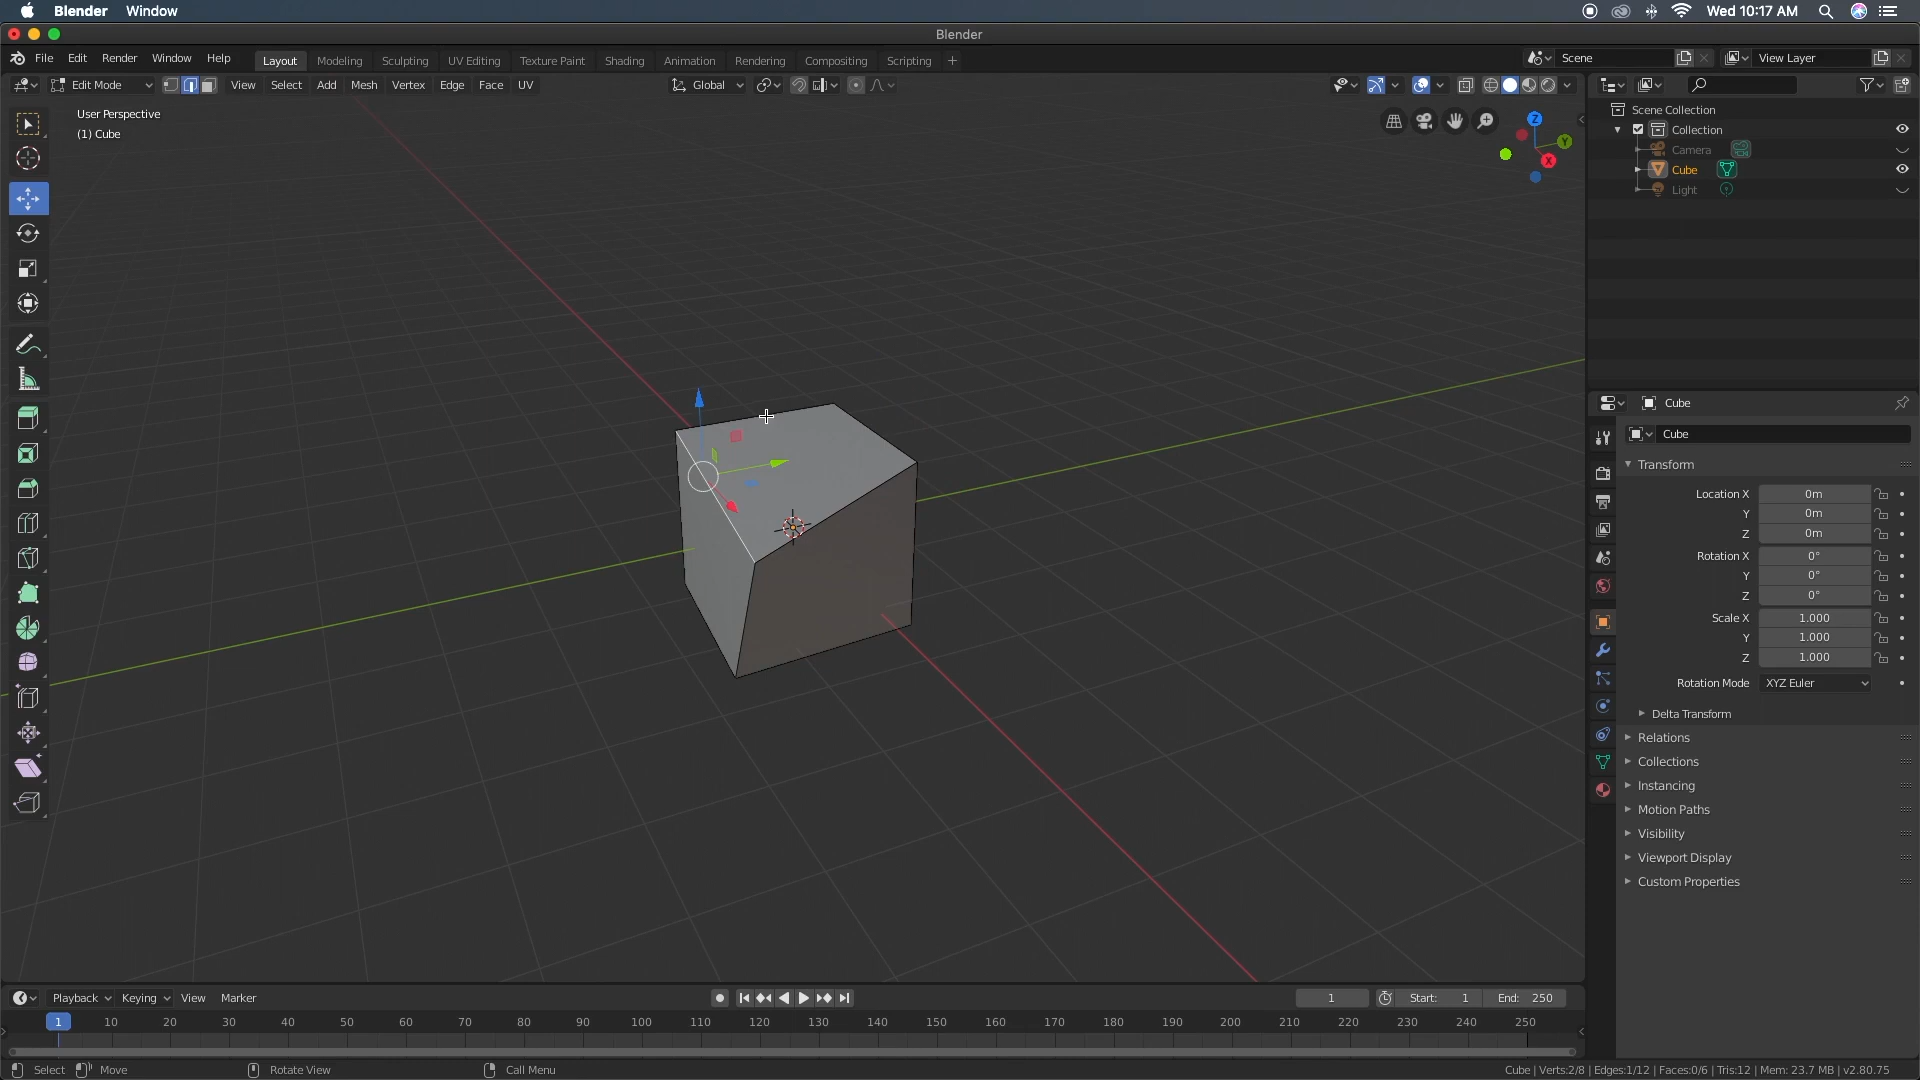 Blender Window Wed 10:17 AM
Blender
File Edit Render Window Help Layout Modeling Sculpting UV Editing Texture Paint Shading Animation Rendering Compositing Scripting + Scene View Layer
Edit Mode View Select Add Mesh Vertex Edge Face UV Global
User Perspective
(1) Cube
Z
Y
X
Scene Collection
Collection
Camera
Cube
Light
Cube
Cube
Transform
Location X 0m
Y 0m
Z 0m
Rotation X 0°
Y 0°
Z 0°
Scale X 1.000
Y 1.000
Z 1.000
Rotation Mode XYZ Euler
Delta Transform
Relations
Collections
Instancing
Motion Paths
Visibility
Viewport Display
Custom Properties
Playback Keying View Marker 1 Start: 1 End: 250
1 10 20 30 40 50 60 70 80 90 100 110 120 130 140 150 160 170 180 190 200 210 220 230 240 250
Select Move Rotate View Call Menu Cube | Verts:2/8 | Edges:1/12 | Faces:0/6 | Tris:12 | Mem: 23.7 MB | v2.80.75